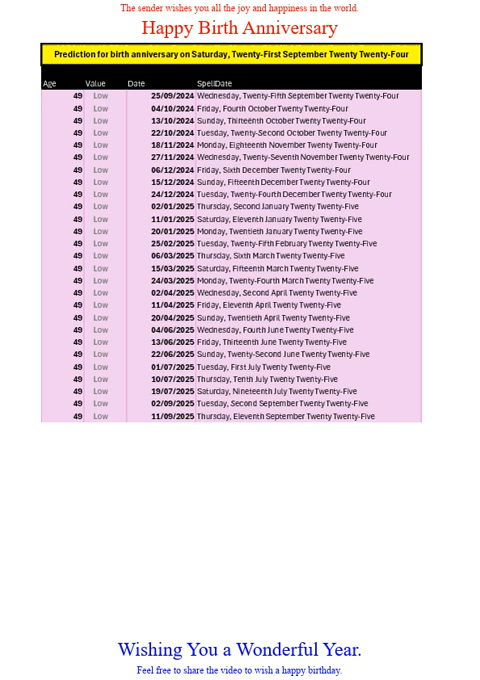 The sender wishes you all the joy and happiness in the world.
Happy Birth Anniversary
Prediction for birth anniversary on Saturday, Twenty-First September Twenty Twenty-Four
Age Value Date SpellDate
49 Low 25/09/2024 Wednesday, Twenty-Fifth September Twenty Twenty-Four
49 Low 04/10/2024 Friday, Fourth October Twenty Twenty-Four
49 Low 13/10/2024 Sunday, Thirteenth October Twenty Twenty-Four
49 Low 22/10/2024 Tuesday, Twenty-Second October Twenty Twenty-Four
49 Low 18/11/2024 Monday, Eighteenth November Twenty Twenty-Four
49 Low 27/11/2024 Wednesday, Twenty-Seventh November Twenty Twenty-Four
49 Low 06/12/2024 Friday, Sixth December Twenty Twenty-Four
49 Low 15/12/2024 Sunday, Fifteenth December Twenty Twenty-Four
49 Low 24/12/2024 Tuesday, Twenty-Fourth December Twenty Twenty-Four
49 Low 02/01/2025 Thursday, Second January Twenty Twenty-Five
49 Low 11/01/2025 Saturday, Eleventh January Twenty Twenty-Five
49 Low 20/01/2025 Monday, Twentieth January Twenty Twenty-Five
49 Low 25/02/2025 Tuesday, Twenty-Fifth February Twenty Twenty-Five
49 Low 06/03/2025 Thursday, Sixth March Twenty Twenty-Five
49 Low 15/03/2025 Saturday, Fifteenth March Twenty Twenty-Five
49 Low 24/03/2025 Monday, Twenty-Fourth March Twenty Twenty-Five
49 Low 02/04/2025 Wednesday, Second April Twenty Twenty-Five
49 Low 11/04/2025 Friday, Eleventh April Twenty Twenty-Five
49 Low 20/04/2025 Sunday, Twentieth April Twenty Twenty-Five
49 Low 04/06/2025 Wednesday, Fourth June Twenty Twenty-Five
49 Low 13/06/2025 Friday, Thirteenth June Twenty Twenty-Five
49 Low 22/06/2025 Sunday, Twenty-Second June Twenty Twenty-Five
49 Low 01/07/2025 Tuesday, First July Twenty Twenty-Five
49 Low 10/07/2025 Thursday, Tenth July Twenty Twenty-Five
49 Low 19/07/2025 Saturday, Nineteenth July Twenty Twenty-Five
49 Low 02/09/2025 Tuesday, Second September Twenty Twenty-Five
49 Low 11/09/2025 Thursday, Eleventh September Twenty Twenty-Five
Wishing You a Wonderful Year.
Feel free to share the video to wish a happy birthday.